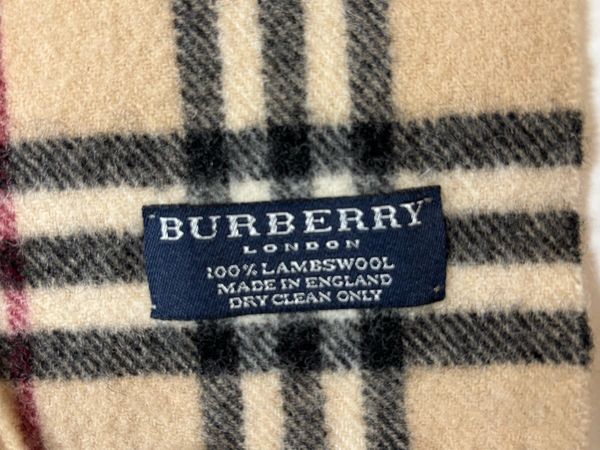 BURBERRY
LONDON
100% LAMBSWOOL
MADE IN ENGLAND
DRY CLEAN ONLY